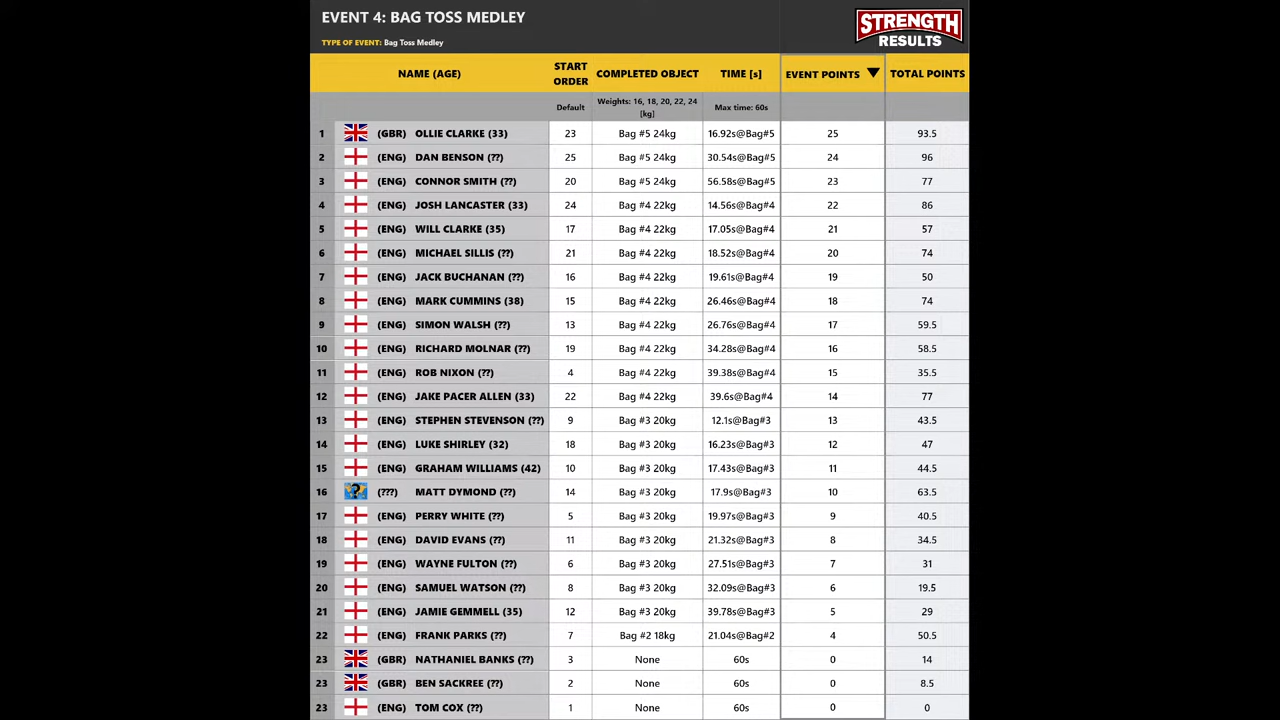 EVENT 4: BAG TOSS MEDLEY
TYPE OF EVENT: Bag Toss Medley
STRENGTH
RESULTS
NAME (AGE) START ORDER COMPLETED OBJECT TIME [s] EVENT POINTS ▼ TOTAL POINTS
Default Weights: 16, 18, 20, 22, 24 [kg] Max time: 60s
1 (GBR) OLLIE CLARKE (33) 23 Bag #5 24kg 16.92s@Bag#5 25 93.5
2 (ENG) DAN BENSON (??) 25 Bag #5 24kg 30.54s@Bag#5 24 96
3 (ENG) CONNOR SMITH (??) 20 Bag #5 24kg 56.58s@Bag#5 23 77
4 (ENG) JOSH LANCASTER (33) 24 Bag #4 22kg 14.56s@Bag#4 22 86
5 (ENG) WILL CLARKE (35) 17 Bag #4 22kg 17.05s@Bag#4 21 57
6 (ENG) MICHAEL SILLIS (??) 21 Bag #4 22kg 18.52s@Bag#4 20 74
7 (ENG) JACK BUCHANAN (??) 16 Bag #4 22kg 19.61s@Bag#4 19 50
8 (ENG) MARK CUMMINS (38) 15 Bag #4 22kg 26.46s@Bag#4 18 74
9 (ENG) SIMON WALSH (??) 13 Bag #4 22kg 26.76s@Bag#4 17 59.5
10 (ENG) RICHARD MOLNAR (??) 19 Bag #4 22kg 34.28s@Bag#4 16 58.5
11 (ENG) ROB NIXON (??) 4 Bag #4 22kg 39.38s@Bag#4 15 35.5
12 (ENG) JAKE PACER ALLEN (33) 22 Bag #4 22kg 39.6s@Bag#4 14 77
13 (ENG) STEPHEN STEVENSON (??) 9 Bag #3 20kg 12.1s@Bag#3 13 43.5
14 (ENG) LUKE SHIRLEY (32) 18 Bag #3 20kg 16.23s@Bag#3 12 47
15 (ENG) GRAHAM WILLIAMS (42) 10 Bag #3 20kg 17.43s@Bag#3 11 44.5
16 ? (???) MATT DYMOND (??) 14 Bag #3 20kg 17.9s@Bag#3 10 63.5
17 (ENG) PERRY WHITE (??) 5 Bag #3 20kg 19.97s@Bag#3 9 40.5
18 (ENG) DAVID EVANS (??) 11 Bag #3 20kg 21.32s@Bag#3 8 34.5
19 (ENG) WAYNE FULTON (??) 6 Bag #3 20kg 27.51s@Bag#3 7 31
20 (ENG) SAMUEL WATSON (??) 8 Bag #3 20kg 32.09s@Bag#3 6 19.5
21 (ENG) JAMIE GEMMELL (35) 12 Bag #3 20kg 39.78s@Bag#3 5 29
22 (ENG) FRANK PARKS (??) 7 Bag #2 18kg 21.04s@Bag#2 4 50.5
23 (GBR) NATHANIEL BANKS (??) 3 None 60s 0 14
23 (GBR) BEN SACKREE (??) 2 None 60s 0 8.5
23 (ENG) TOM COX (??) 1 None 60s 0 0